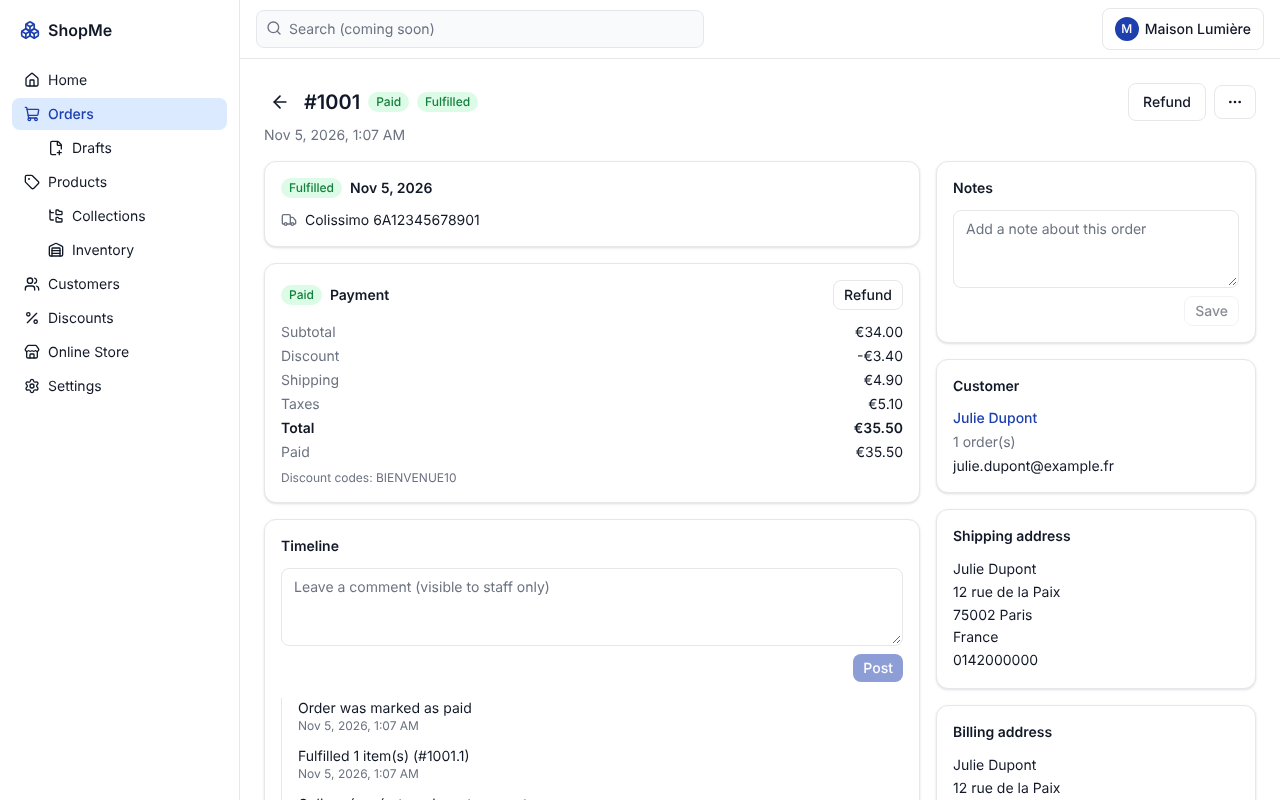 ShopMe
Search (coming soon)
M Maison Lumière
Home
Orders
Drafts
Products
Collections
Inventory
Customers
Discounts
Online Store
Settings
#1001 Paid Fulfilled
Refund
Nov 5, 2026, 1:07 AM
Fulfilled Nov 5, 2026
Colissimo 6A12345678901
Paid Payment Refund
Subtotal €34.00
Discount -€3.40
Shipping €4.90
Taxes €5.10
Total €35.50
Paid €35.50
Discount codes: BIENVENUE10
Timeline
Leave a comment (visible to staff only)
Post
Order was marked as paid
Nov 5, 2026, 1:07 AM
Fulfilled 1 item(s) (#1001.1)
Nov 5, 2026, 1:07 AM
Notes
Add a note about this order
Save
Customer
Julie Dupont
1 order(s)
julie.dupont@example.fr
Shipping address
Julie Dupont
12 rue de la Paix
75002 Paris
France
0142000000
Billing address
Julie Dupont
12 rue de la Paix